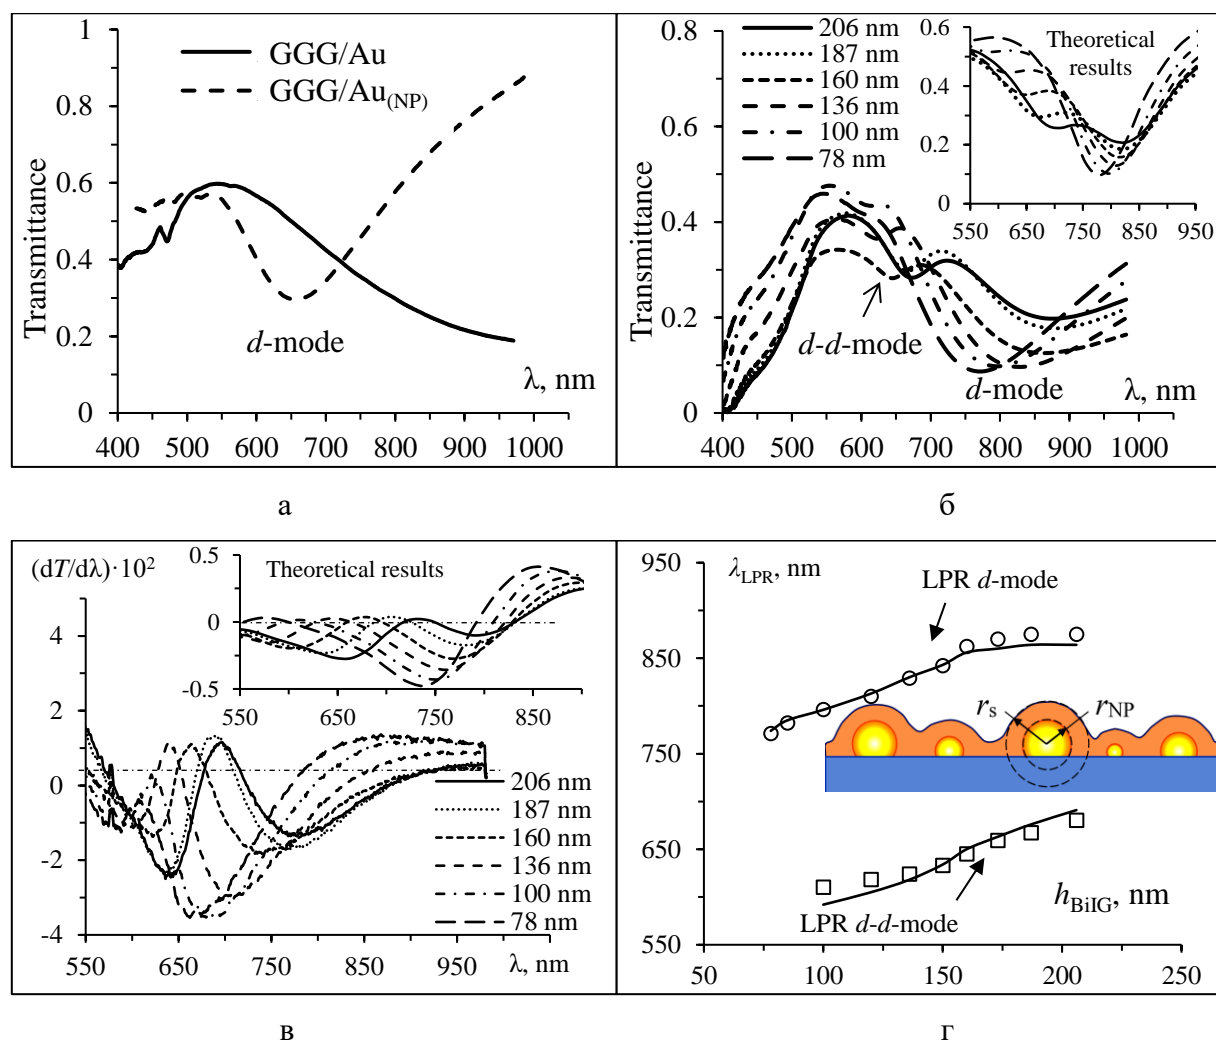 1
0.8
0.6
0.4
0.2
0
Transmittance
GGG/Au
GGG/Au(NP)
d-mode
λ, nm
400 500 600 700 800 900 1000
а
0.8
0.6
0.4
0.2
0
Transmittance
206 nm
187 nm
160 nm
136 nm
100 nm
78 nm
0.6
0.4
0.2
0
Theoretical
results
550 650 750 850 950
d-d-mode
d-mode
λ, nm
400 500 600 700 800 900 1000
б
(dT/dλ)·10²
2
1
0
-2
-4
0.5
0
-0.5
Theoretical results
550 650 750 850
206 nm
187 nm
160 nm
136 nm
100 nm
78 nm
550 650 750 850 950 λ, nm
в
950
850
750
650
550
λLPR, nm
LPR d-mode
rs
rNP
LPR d-d-mode
hBiIG, nm
50 100 150 200 250
г